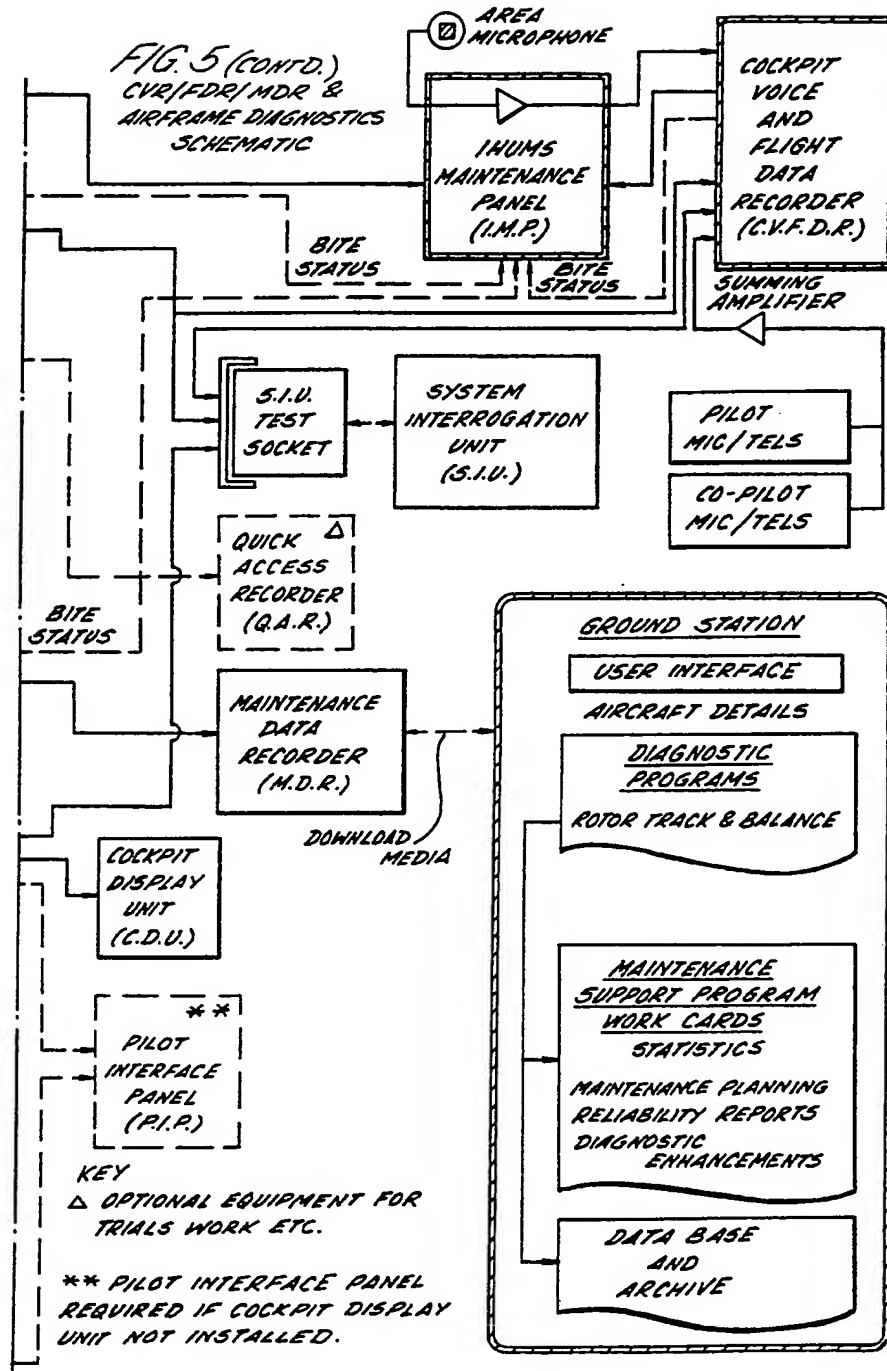 FIG. 5 (CONTD.)
CVR/FDR/MDR &
AIRFRAME DIAGNOSTICS
SCHEMATIC
AREA
MICROPHONE
IHUMS
MAINTENANCE
PANEL
(I.M.P.)
COCKPIT
VOICE
AND
FLIGHT
DATA
RECORDER
(C.V.F.D.R.)
BITE
STATUS
BITE
STATUS
SUMMING
AMPLIFIER
S.I.U.
TEST
SOCKET
SYSTEM
INTERROGATION
UNIT
(S.I.U.)
PILOT
MIC/TELS
CO-PILOT
MIC/TELS
QUICK Δ
ACCESS
RECORDER
(Q.A.R.)
BITE
STATUS
MAINTENANCE
DATA
RECORDER
(M.D.R.)
DOWNLOAD
MEDIA
COCKPIT
DISPLAY
UNIT
(C.D.U.)
**
PILOT
INTERFACE
PANEL
(P.I.P.)
GROUND STATION
USER INTERFACE
AIRCRAFT DETAILS
DIAGNOSTIC
PROGRAMS
ROTOR TRACK & BALANCE
MAINTENANCE
SUPPORT PROGRAM
WORK CARDS
STATISTICS
MAINTENANCE PLANNING
RELIABILITY REPORTS
DIAGNOSTIC
ENHANCEMENTS
DATA BASE
AND
ARCHIVE
KEY
Δ OPTIONAL EQUIPMENT FOR
TRIALS WORK ETC.
** PILOT INTERFACE PANEL
REQUIRED IF COCKPIT DISPLAY
UNIT NOT INSTALLED.